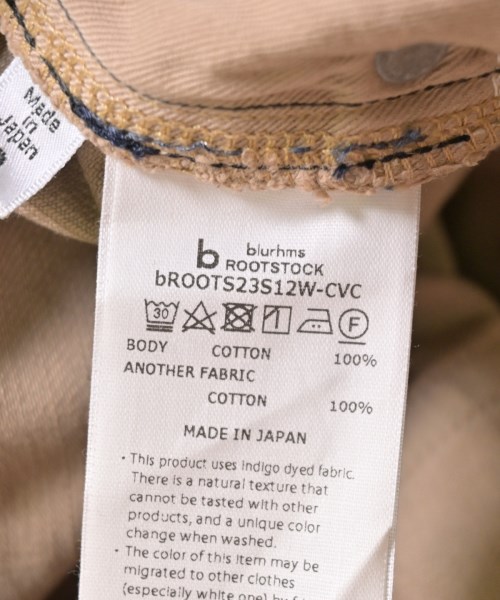 Made
in
Japan
b blurhms
ROOTSTOCK
bROOTS23S12W-CVC
30 F
BODY COTTON 100%
ANOTHER FABRIC
COTTON 100%
MADE IN JAPAN
・This product uses indigo dyed fabric.
There is a natural texture that
cannot be tasted with other
products, and a unique color
change when washed.
・The color of this item may be
migrated to other clothes
(especially white one) by